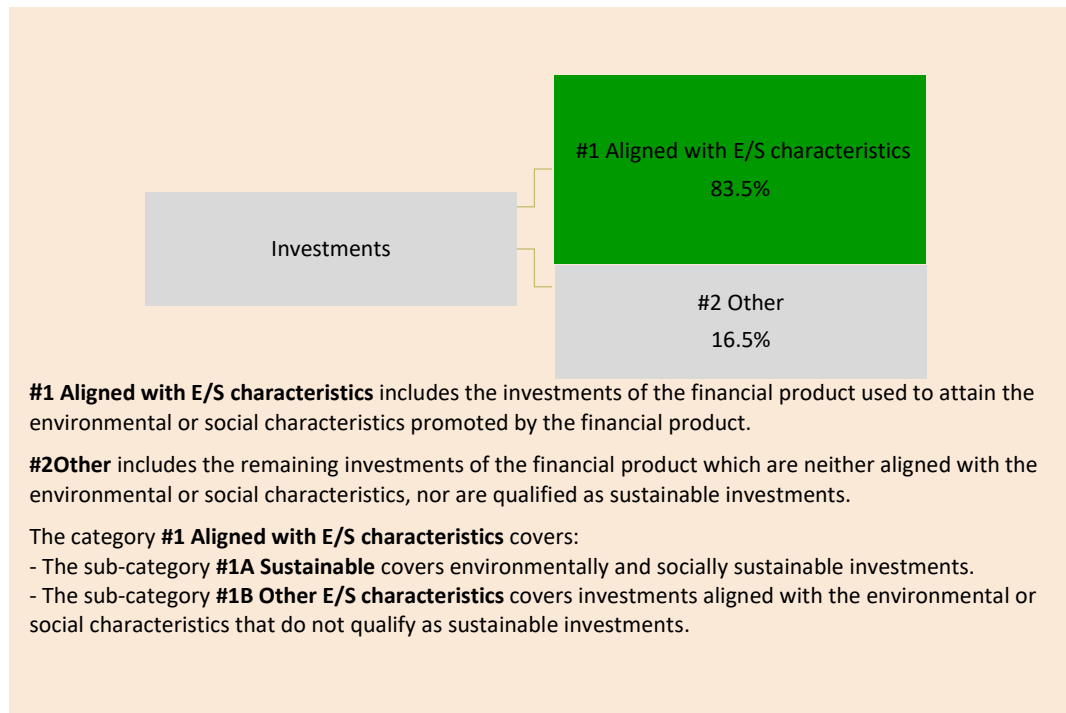 #1 Aligned with E/S characteristics
83.5%
Investments
#2 Other
16.5%
#1 Aligned with E/S characteristics includes the investments of the financial product used to attain the
environmental or social characteristics promoted by the financial product.
#2Other includes the remaining investments of the financial product which are neither aligned with the
environmental or social characteristics, nor are qualified as sustainable investments.
The category #1 Aligned with E/S characteristics covers:
- The sub-category #1A Sustainable covers environmentally and socially sustainable investments.
- The sub-category #1B Other E/S characteristics covers investments aligned with the environmental or
social characteristics that do not qualify as sustainable investments.